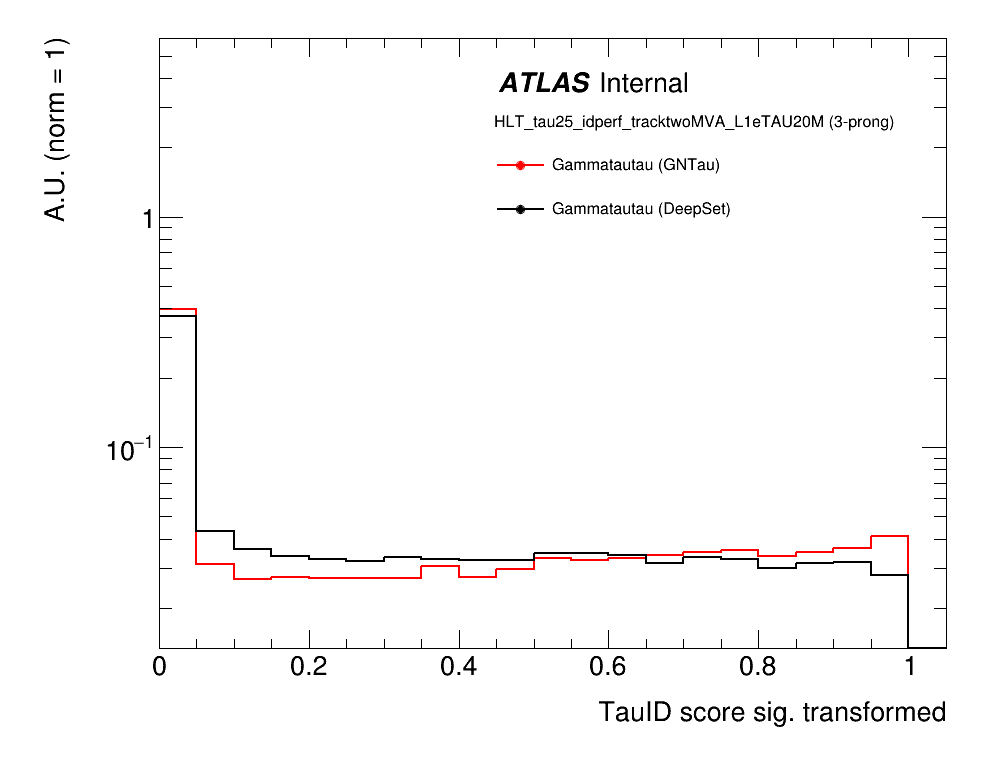 A.U. (norm = 1)
ATLAS Internal
HLT_tau25_idperf_tracktwoMVA_L1eTAU20M (3-prong)
Gammatautau (GNTau)
Gammatautau (DeepSet)
1
10⁻¹
0 0.2 0.4 0.6 0.8 1
TauID score sig. transformed